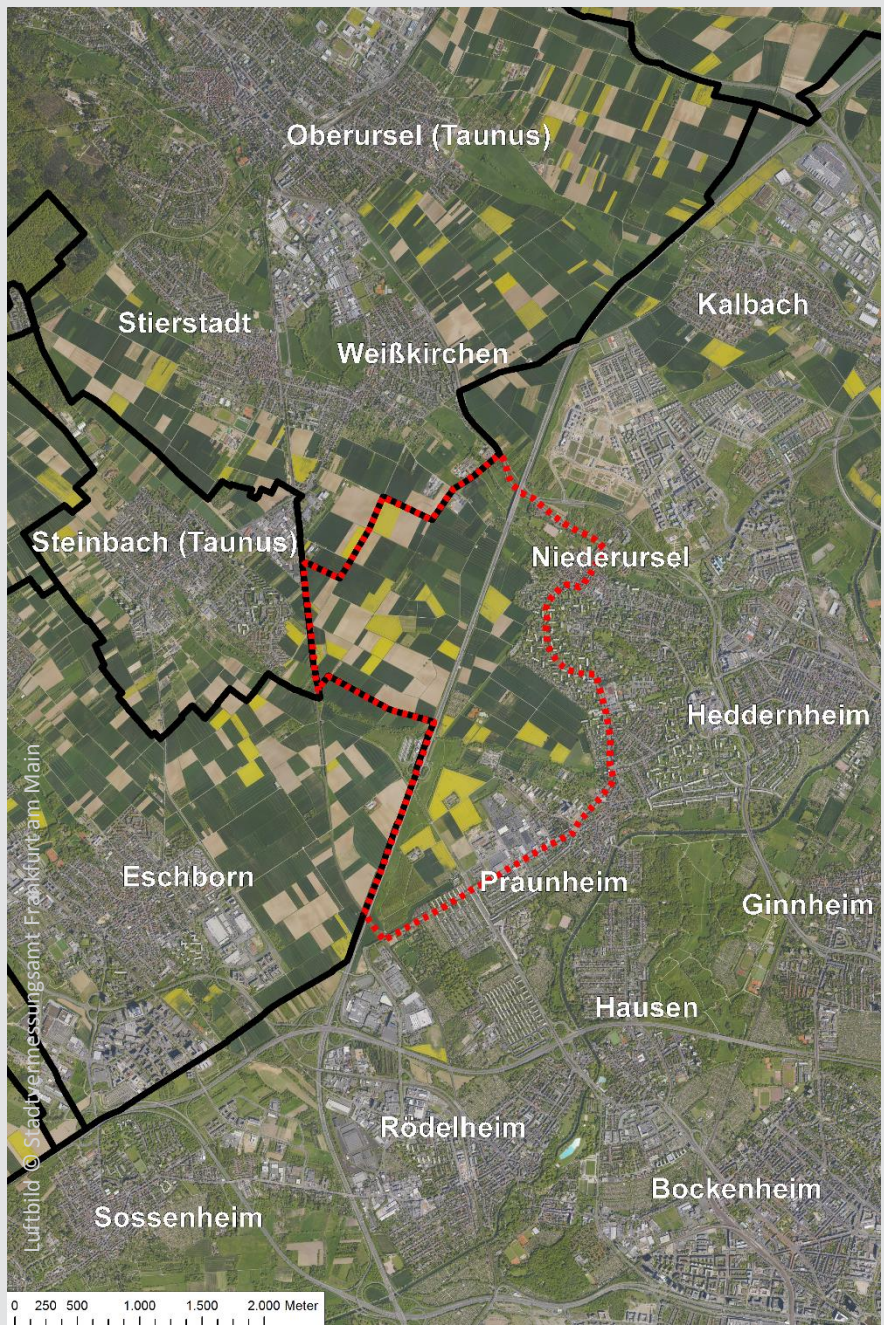 Oberursel (Taunus)
Kalbach
Stierstadt
Weißkirchen
Steinbach (Taunus)
Niederursel
Heddernheim
Eschborn
Praunheim
Ginnheim
Hausen
Rödelheim
Bockenheim
Sossenheim
Luftbild © Stadtvermessungsamt Frankfurt am Main
0 250 500 1.000 1.500 2.000 Meter